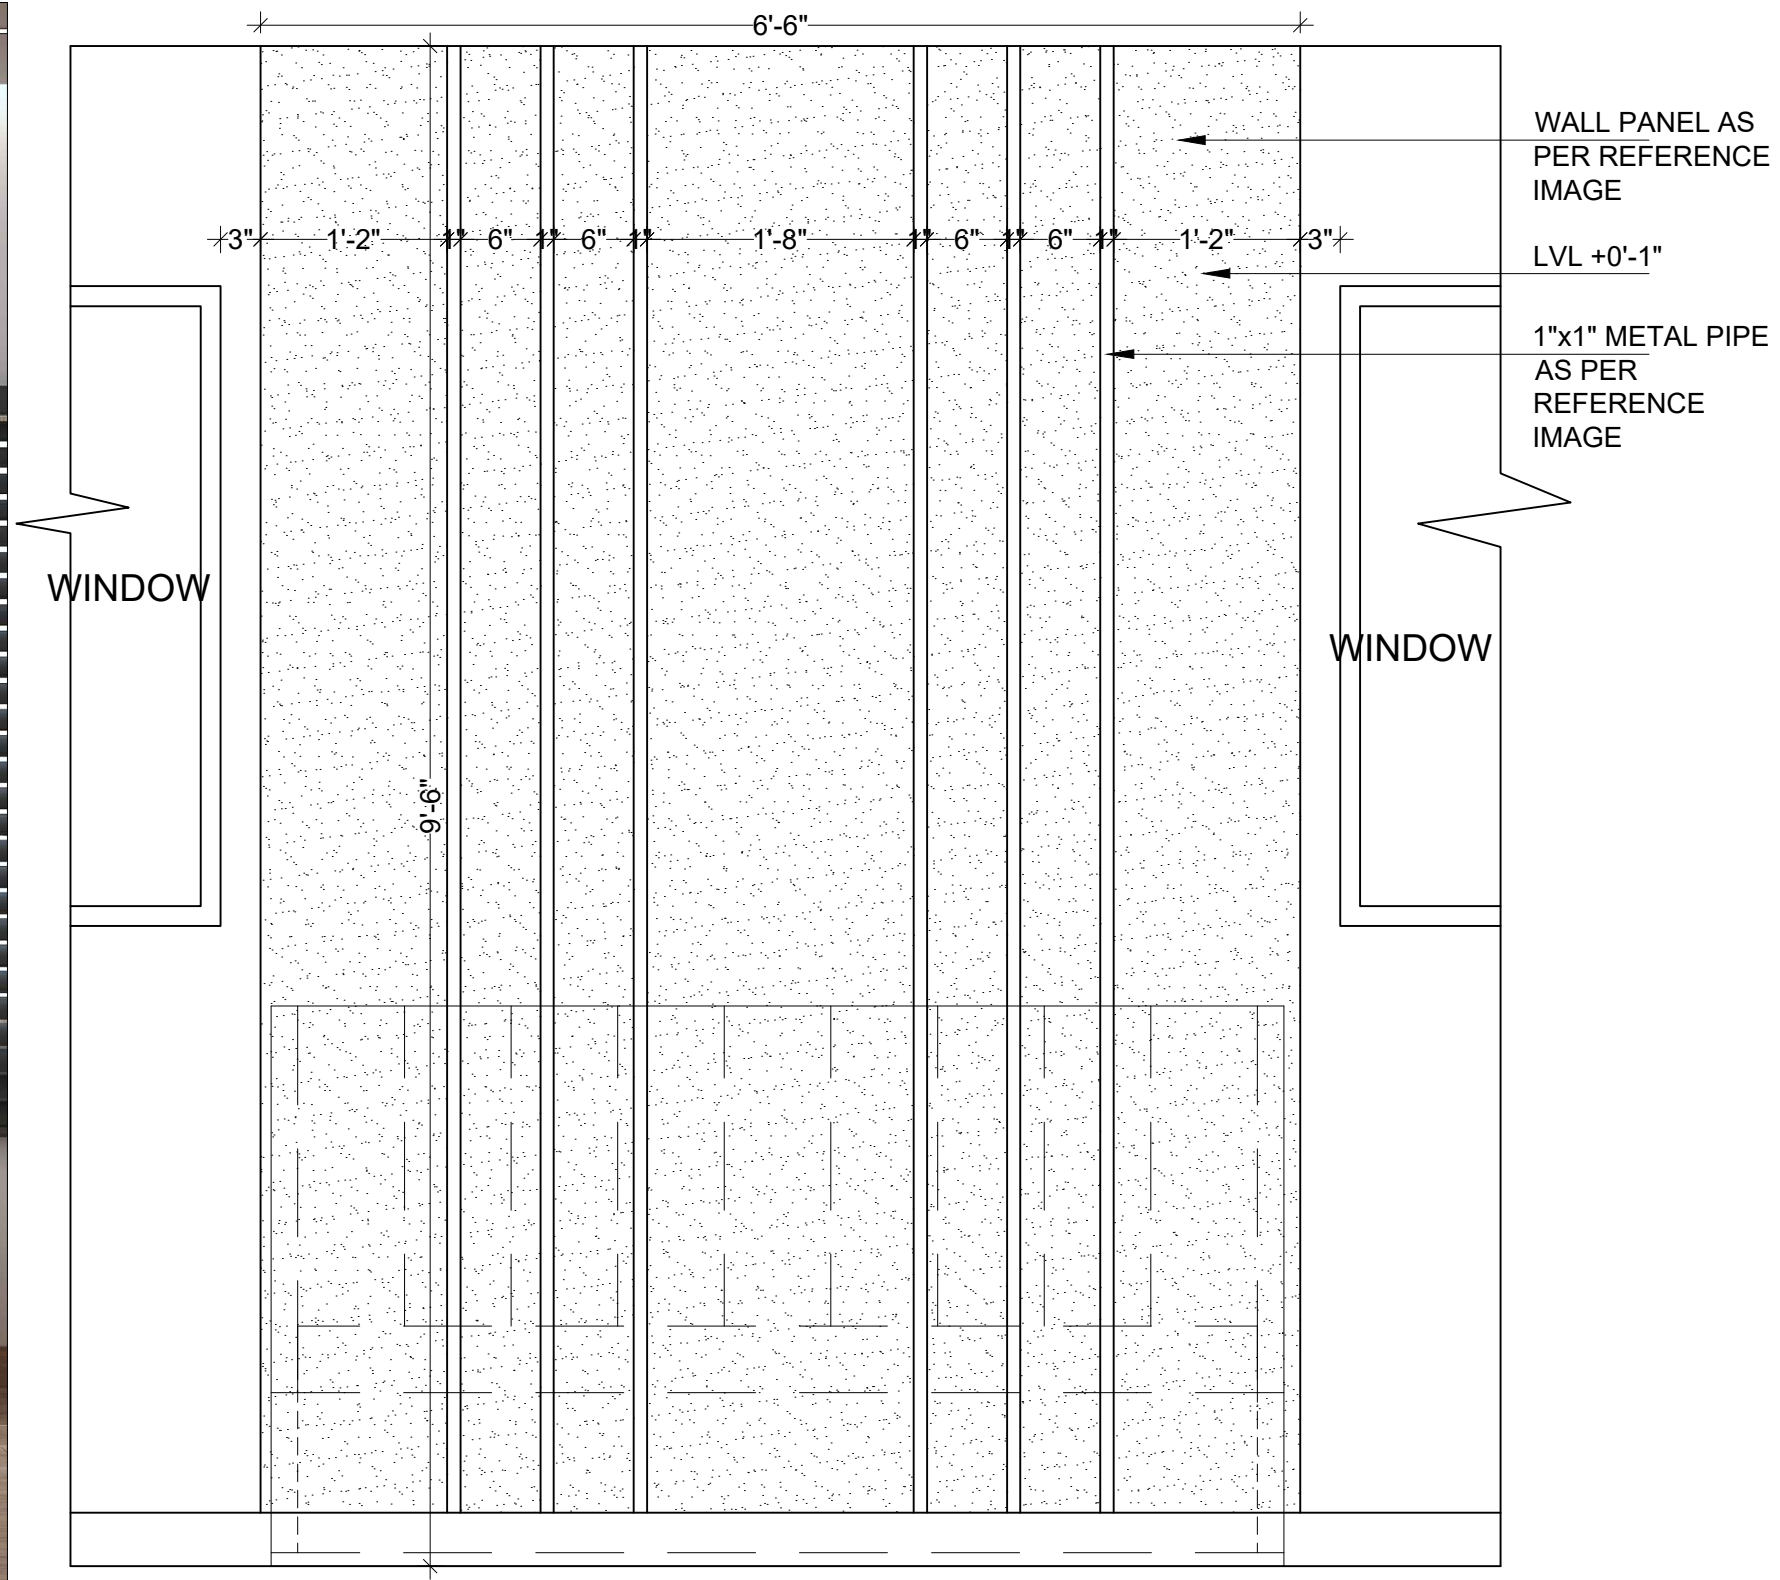 6'-6"
WALL PANEL AS
PER REFERENCE
IMAGE
3" 1'-2" 1" 6" 1" 6" 1" 1'-8" 1" 6" 1" 6" 1" 1'-2" 3"
LVL +0'-1"
1"x1" METAL PIPE
AS PER
REFERENCE
IMAGE
WINDOW
WINDOW
9'-6"